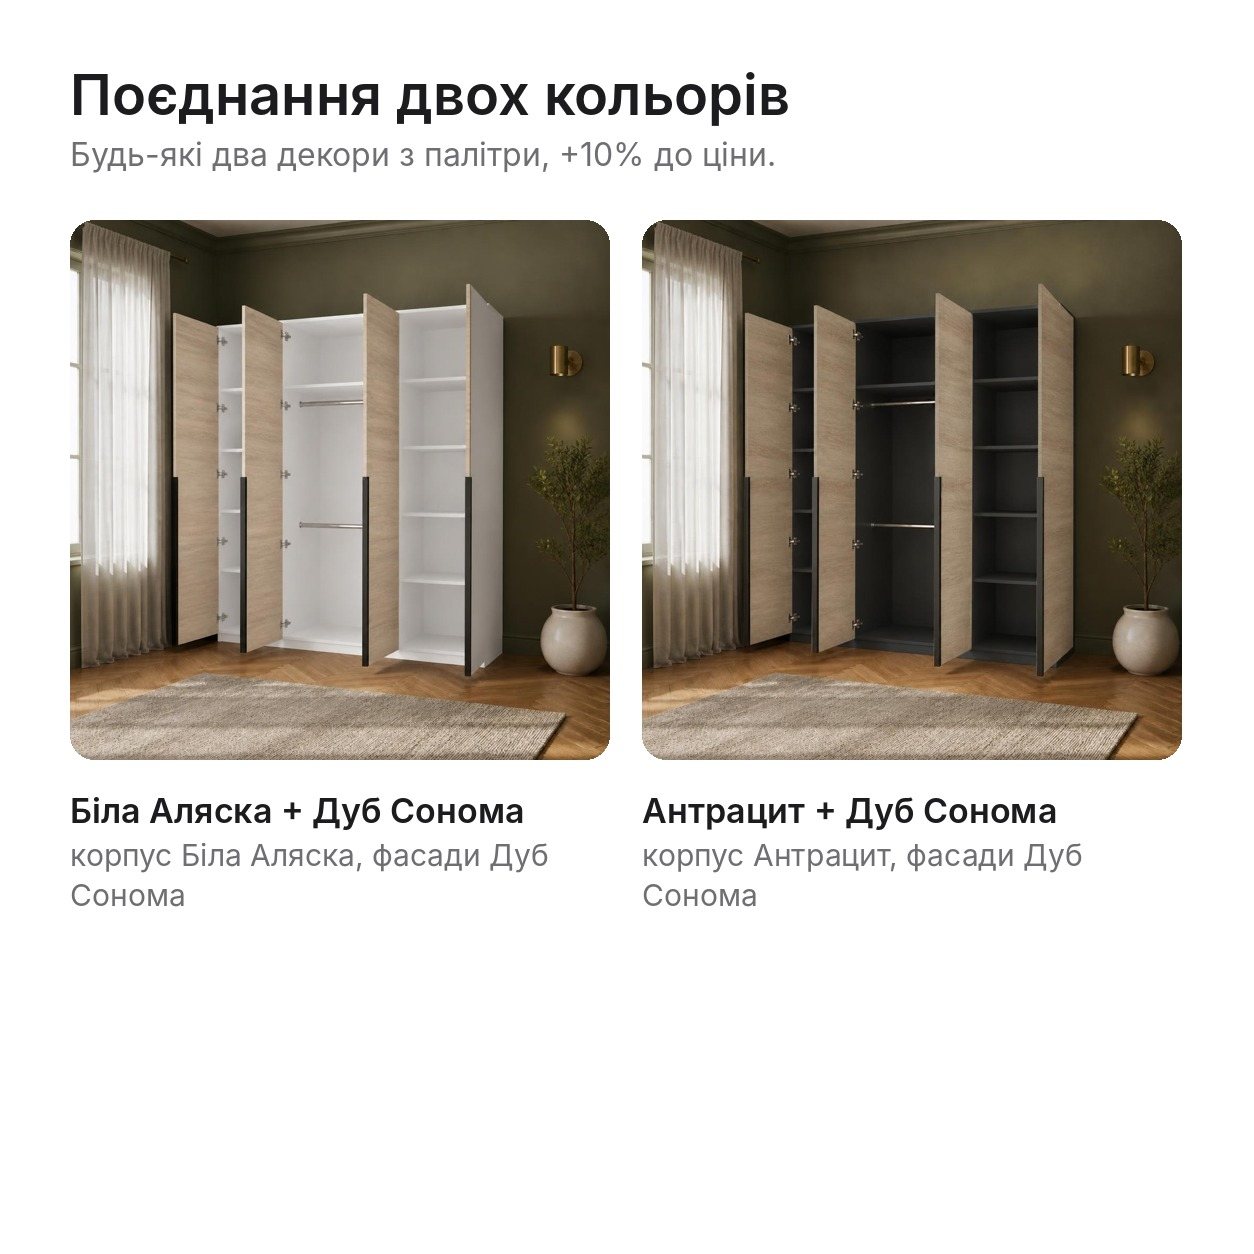 Поєднання двох кольорів
Будь-які два декори з палітри, +10% до ціни.
Біла Аляска + Дуб Сонома
корпус Біла Аляска, фасади Дуб
Сонома
Антрацит + Дуб Сонома
корпус Антрацит, фасади Дуб
Сонома